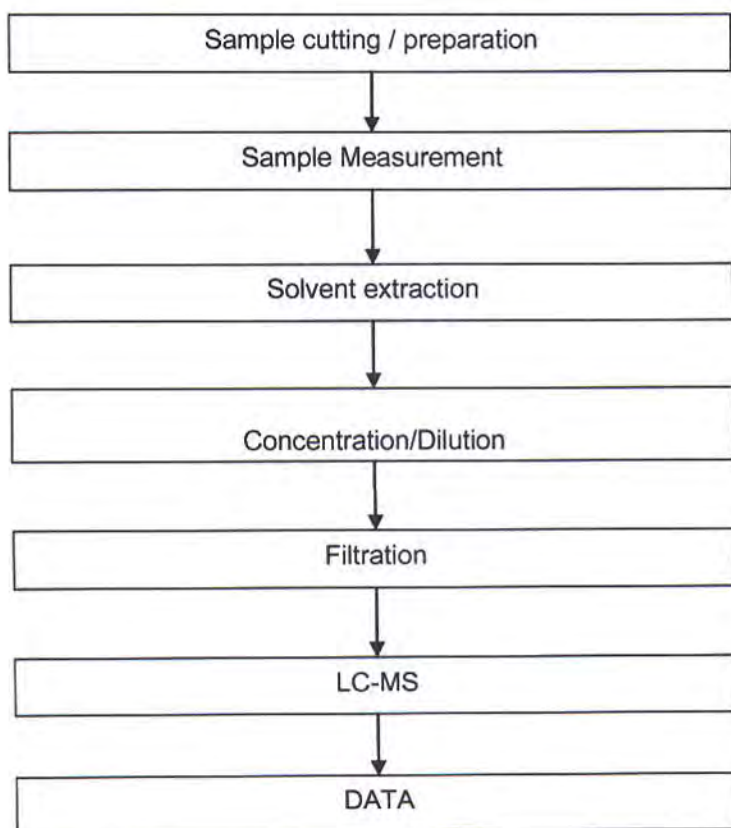 Sample cutting / preparation
Sample Measurement
Solvent extraction
Concentration/Dilution
Filtration
LC-MS
DATA